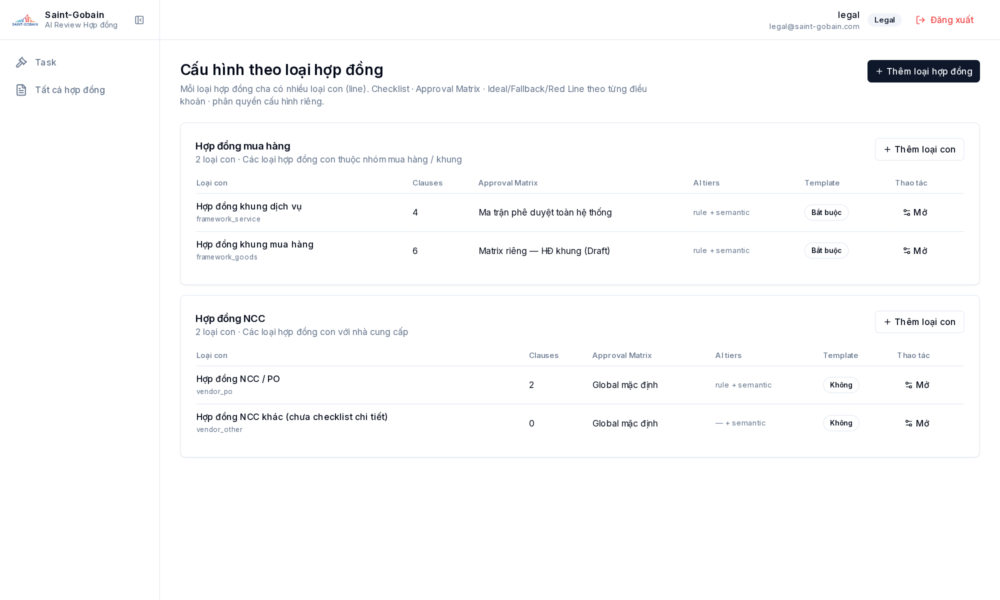 SAINT-GOBAIN
Saint-Gobain
AI Review Hợp đồng
legal
legal@saint-gobain.com
Legal
Đăng xuất
Task
Tất cả hợp đồng
Cấu hình theo loại hợp đồng
Mỗi loại hợp đồng cha có nhiều loại con (line). Checklist · Approval Matrix · Ideal/Fallback/Red Line theo từng điều
khoản · phân quyền cấu hình riêng.
+ Thêm loại hợp đồng
Hợp đồng mua hàng
2 loại con · Các loại hợp đồng con thuộc nhóm mua hàng / khung
+ Thêm loại con
Loại con Clauses Approval Matrix AI tiers Template Thao tác
Hợp đồng khung dịch vụ
framework_service
4 Ma trận phê duyệt toàn hệ thống rule + semantic Bắt buộc Mở
Hợp đồng khung mua hàng
framework_goods
6 Matrix riêng — HĐ khung (Draft) rule + semantic Bắt buộc Mở
Hợp đồng NCC
2 loại con · Các loại hợp đồng con với nhà cung cấp
+ Thêm loại con
Loại con Clauses Approval Matrix AI tiers Template Thao tác
Hợp đồng NCC / PO
vendor_po
2 Global mặc định rule + semantic Không Mở
Hợp đồng NCC khác (chưa checklist chi tiết)
vendor_other
0 Global mặc định — + semantic Không Mở